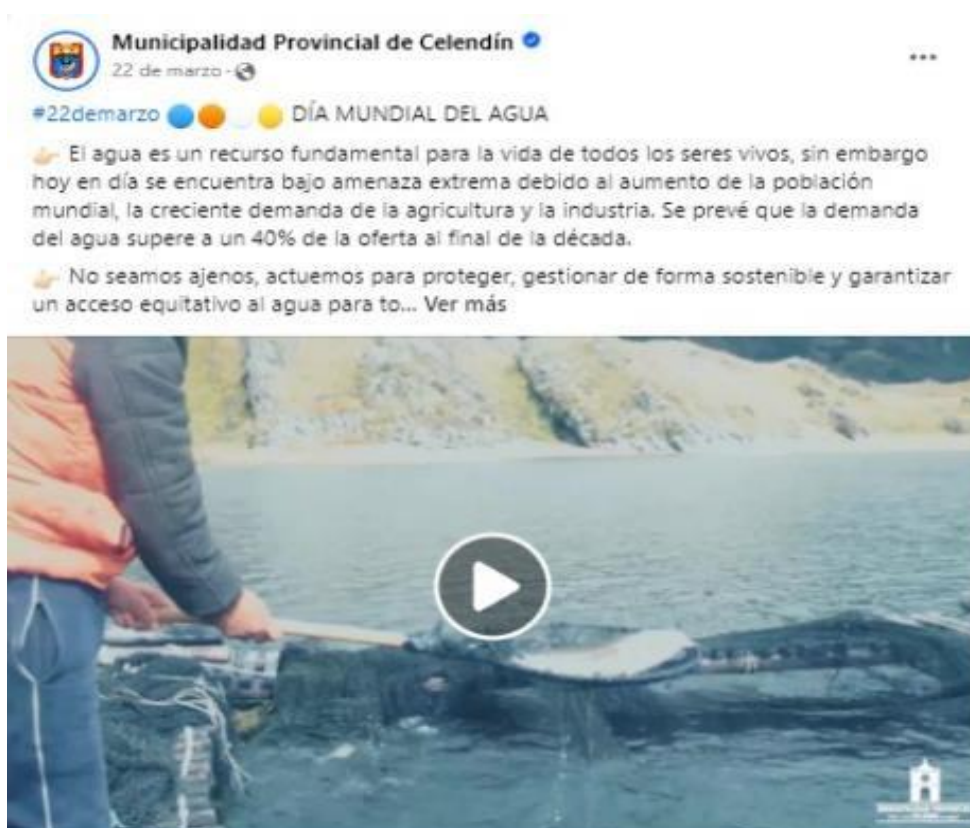 Municipalidad Provincial de Celendín
22 de marzo
#22demarzo DÍA MUNDIAL DEL AGUA
El agua es un recurso fundamental para la vida de todos los seres vivos, sin embargo
hoy en día se encuentra bajo amenaza extrema debido al aumento de la población
mundial, la creciente demanda de la agricultura y la industria. Se prevé que la demanda
del agua supere a un 40% de la oferta al final de la década.
No seamos ajenos, actuemos para proteger, gestionar de forma sostenible y garantizar
un acceso equitativo al agua para to... Ver más